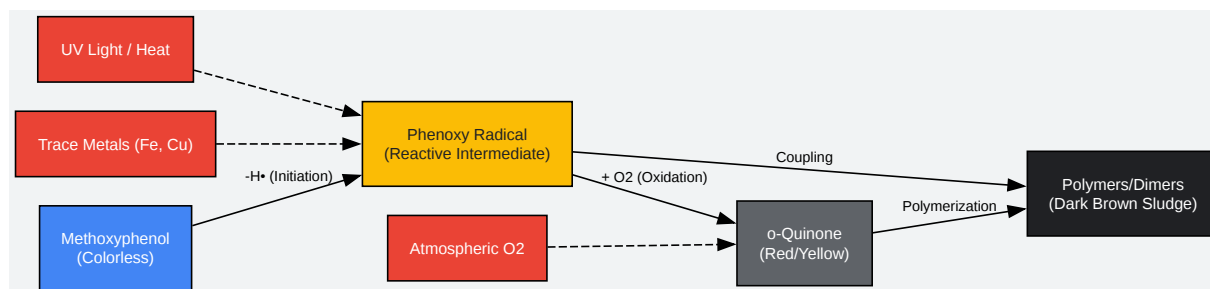 UV Light / Heat
Trace Metals (Fe, Cu)
Methoxyphenol
(Colorless)
-H• (Initiation)
Phenoxy Radical
(Reactive Intermediate)
Atmospheric O2
+ O2 (Oxidation)
Coupling
o-Quinone
(Red/Yellow)
Polymerization
Polymers/Dimers
(Dark Brown Sludge)